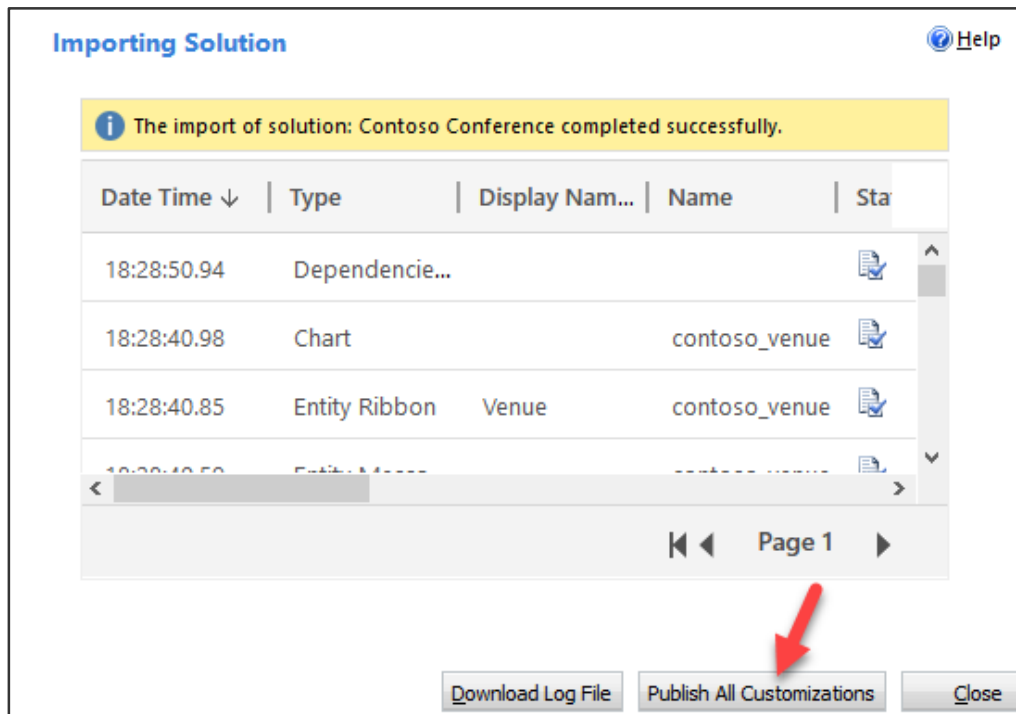 Importing Solution
Help
The import of solution: Contoso Conference completed successfully.
Date Time ↓ Type Display Nam... Name Sta
18:28:50.94 Dependencie...
18:28:40.98 Chart contoso_venue
18:28:40.85 Entity Ribbon Venue contoso_venue
Page 1
Download Log File Publish All Customizations Close